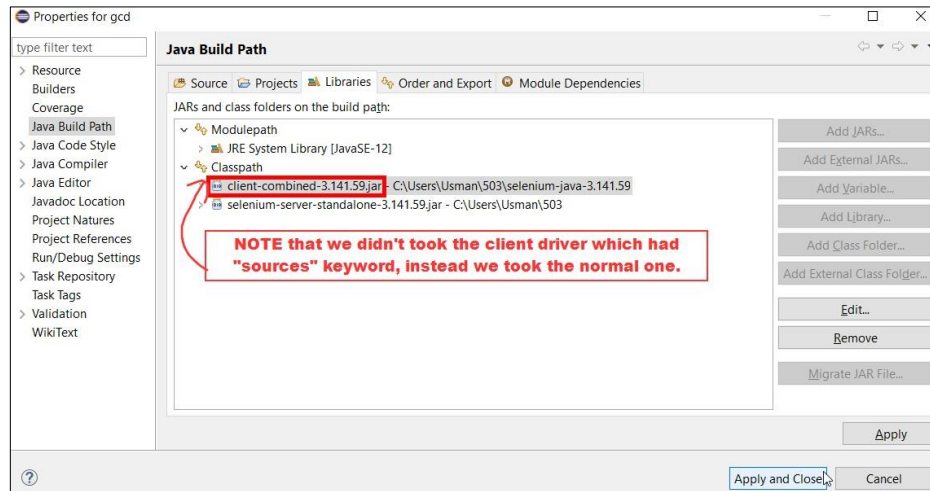 Properties for gcd
type filter text
Resource
Builders
Coverage
Java Build Path
Java Code Style
Java Compiler
Java Editor
Javadoc Location
Project Natures
Project References
Run/Debug Settings
Task Repository
Task Tags
Validation
WikiText
Java Build Path
Source Projects Libraries Order and Export Module Dependencies
JARs and class folders on the build path:
Modulepath
JRE System Library [JavaSE-12]
Classpath
client-combined-3.141.59.jar - C:\Users\Usman\503\selenium-java-3.141.59
selenium-server-standalone-3.141.59.jar - C:\Users\Usman\503
NOTE that we didn't took the client driver which had
"sources" keyword, instead we took the normal one.
Add JARs...
Add External JARs...
Add Variable...
Add Library...
Add Class Folder...
Add External Class Folder...
Edit...
Remove
Migrate JAR File...
Apply
Apply and Close
Cancel